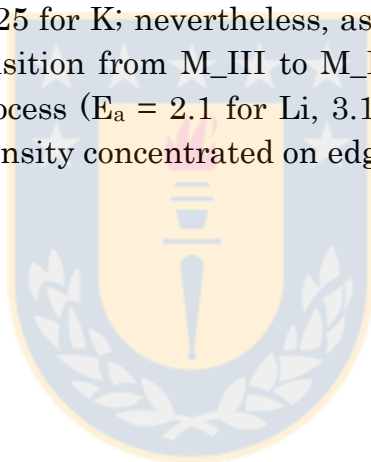 25 for K; nevertheless, as
sition from M_III to M_
ocess (Eₐ = 2.1 for Li, 3.1
nsity concentrated on edg